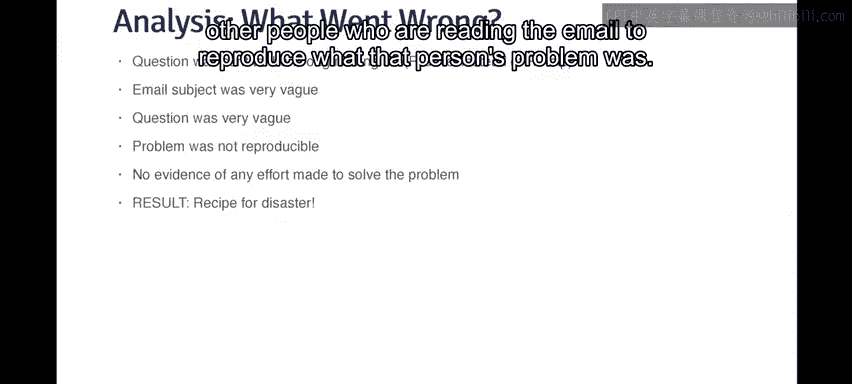 Analysis: What Went Wrong?
other people who are reading the email to
reproduce what that person's problem was.
· Question
· Email subject was very vague
· Question was very vague
· Problem was not reproducible
· No evidence of any effort made to solve the problem
· RESULT: Recipe for disaster!